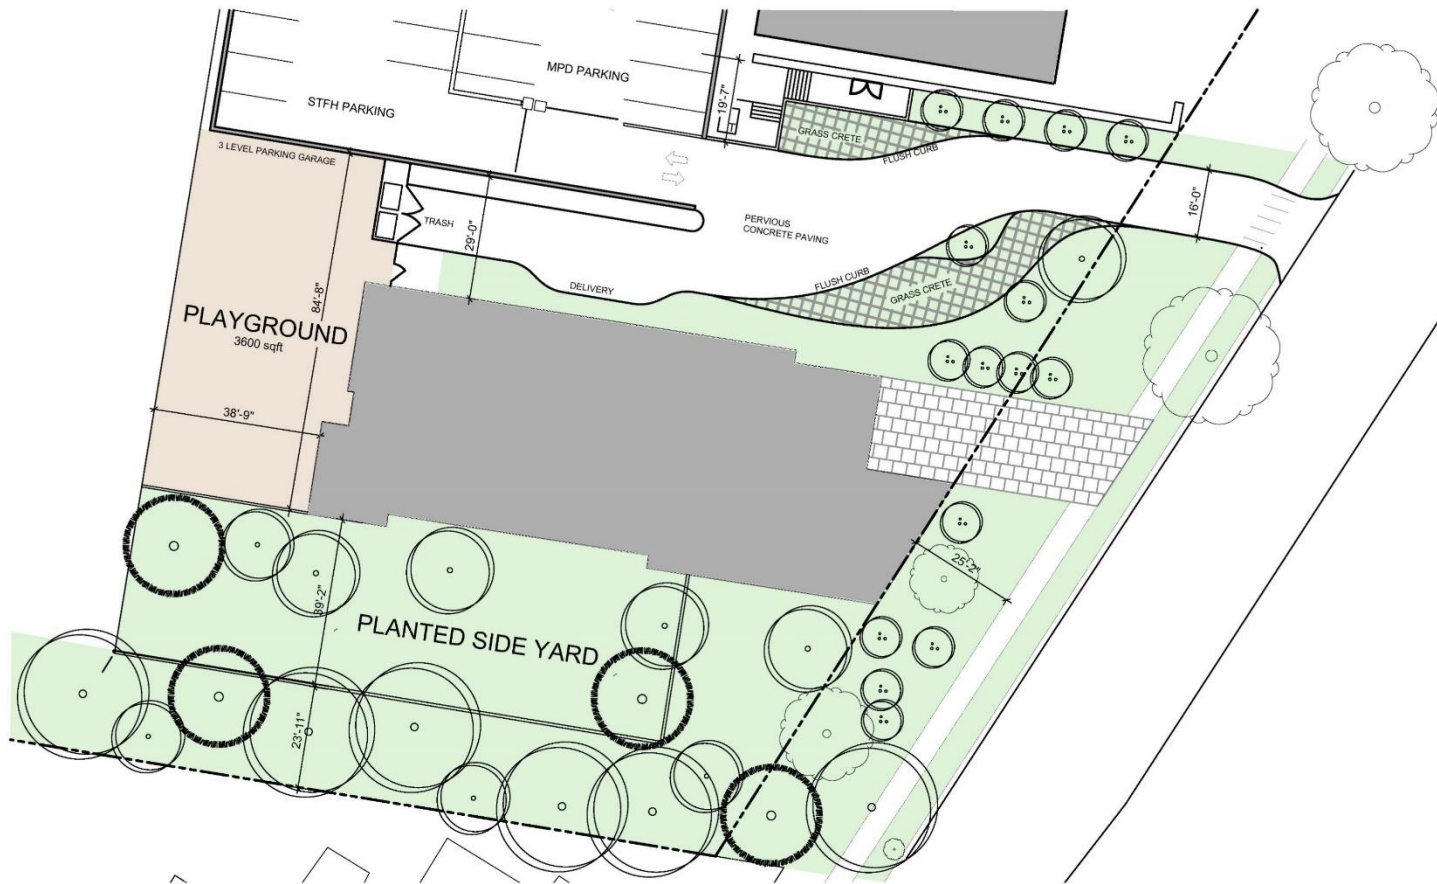 MPD PARKING
STFH PARKING
19'-7"
GRASS CRETE
3 LEVEL PARKING GARAGE
FLUSH CURB
16'-0"
TRASH
29'-0"
PERVIOUS
CONCRETE PAVING
84'-8"
DELIVERY
FLUSH CURB
GRASS CRETE
PLAYGROUND
3600 sqft
38'-9"
25'-2"
39'-2"
PLANTED SIDE YARD
23'-11"